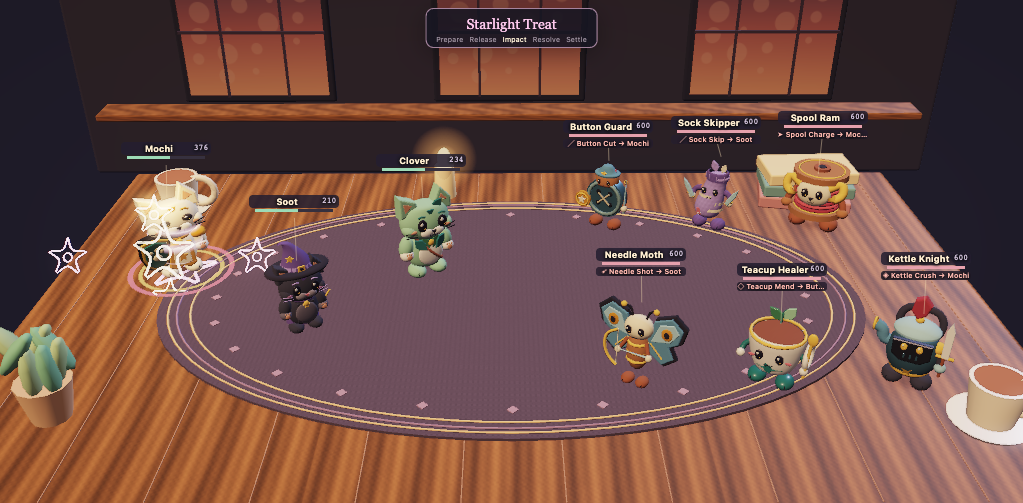 Starlight Treat
Prepare Release Impact Resolve Settle
Mochi 376
Soot 210
Clover 234
Button Guard 600
Button Cut → Mochi
Sock Skipper 600
Sock Skip → Soot
Spool Ram 600
Spool Charge → Moc...
Needle Moth 600
Needle Shot → Soot
Teacup Healer 600
Teacup Mend → But...
Kettle Knight 600
Kettle Crush → Mochi